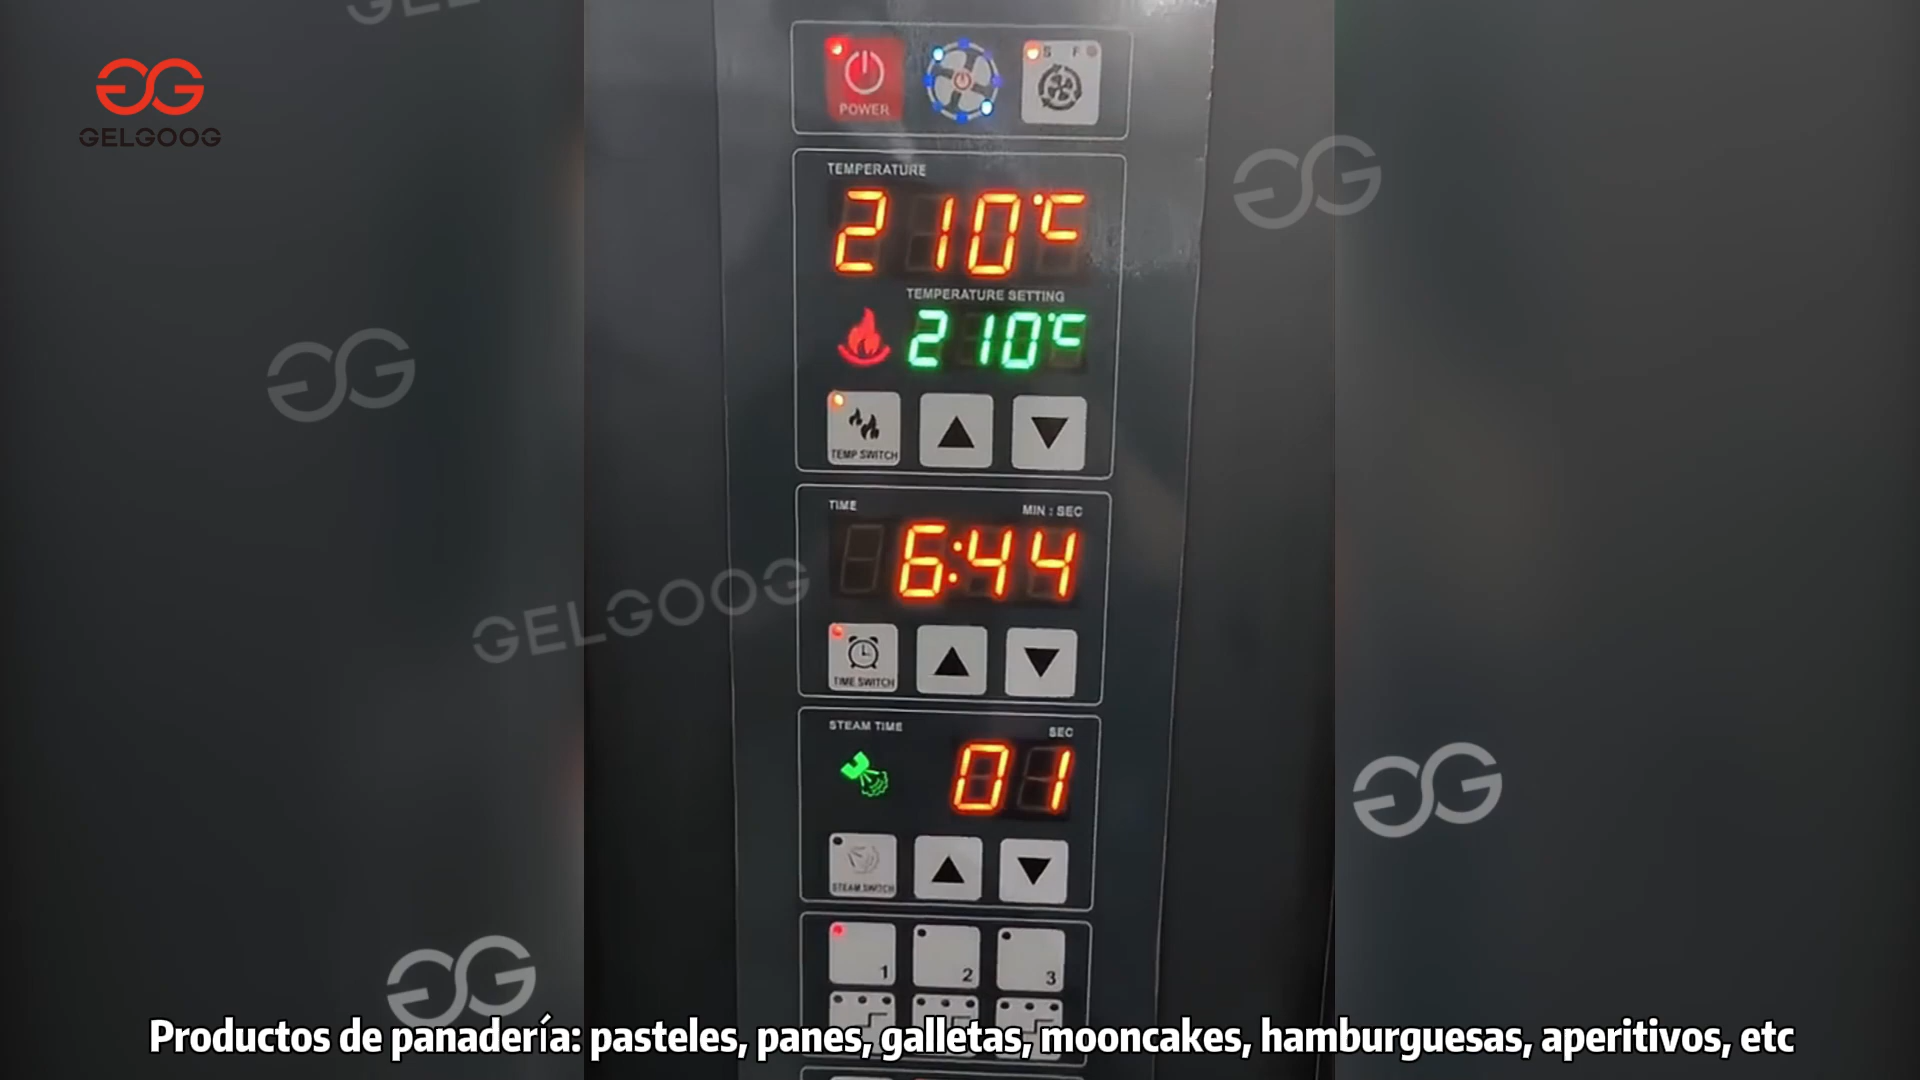 GELGOOG
POWER
S F
TEMPERATURE
210°C
TEMPERATURE SETTING
210°C
TEMP SWITCH
TIME MIN : SEC
6:44
GELGOOG
TIME SWITCH
STEAM TIME SEC
01
STEAM SWITCH
1 2 3
Productos de panadería: pasteles, panes, galletas, mooncakes, hamburguesas, aperitivos, etc